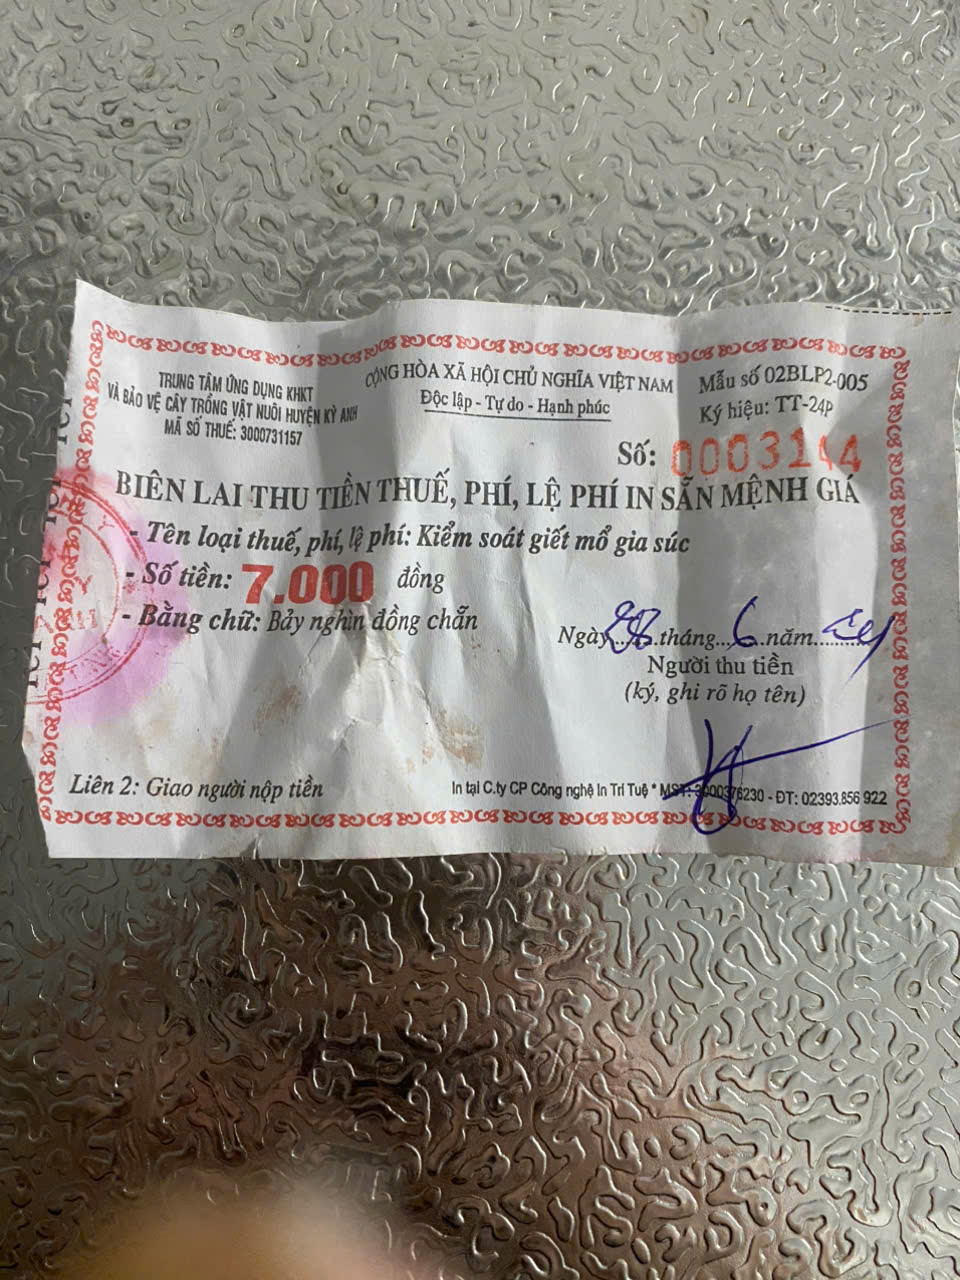 TRUNG TÂM ỨNG DỤNG KHKT
VÀ BẢO VỆ CÂY TRỒNG VẬT NUÔI HUYỆN KỲ ANH
MÃ SỐ THUẾ: 3000731157
CỘNG HÒA XÃ HỘI CHỦ NGHĨA VIỆT NAM
Độc lập - Tự do - Hạnh phúc
Mẫu số 02BLP2-005
Ký hiệu: TT-24P
Số: 0003144
BIÊN LAI THU TIỀN THUẾ, PHÍ, LỆ PHÍ IN SẴN MỆNH GIÁ
- Tên loại thuế, phí, lệ phí: Kiểm soát giết mổ gia súc
- Số tiền: 7.000 đồng
- Bằng chữ: Bảy nghìn đồng chẵn
Ngày 28 tháng 6 năm 24
Người thu tiền
(ký, ghi rõ họ tên)
Liên 2: Giao người nộp tiền
In tại C.ty CP Công nghệ In Trí Tuệ * MST: 3000376230 - ĐT: 02393.856 922